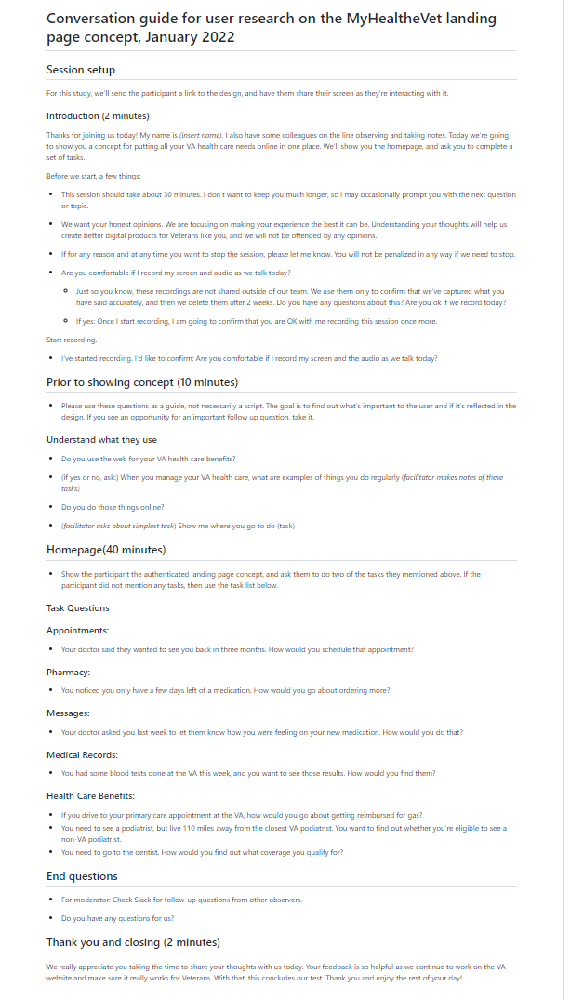 Conversation guide for user research on the MyHealtheVet landing
page concept, January 2022
Session setup
For this study, we'll send the participant a link to the design, and have them share their screen as they're interacting with it.
Introduction (2 minutes)
Thanks for joining us today! My name is (insert name). I also have some colleagues on the line observing and taking notes. Today we're going
to show you a concept for putting all your VA health care needs online in one place. We'll show you the homepage, and ask you to complete a
set of tasks.
Before we start, a few things:
• This session should take about 30 minutes. I don't want to keep you much longer, so I may occasionally prompt you with the next question
or topic.
• We want your honest opinions. We are focusing on making your experience the best it can be. Understanding your thoughts will help us
create better digital products for Veterans like you, and we will not be offended by any opinions.
• If for any reason and at any time you want to stop the session, please let me know. You will not be penalized in any way if we need to stop.
• Are you comfortable if I record my screen and audio as we talk today?
○ Just so you know, these recordings are not shared outside of our team. We use them only to confirm that we've captured what you
have said accurately, and then we delete them after 2 weeks. Do you have any questions about this? Are you ok if we record today?
○ If yes: Once I start recording, I am going to confirm that you are OK with me recording this session once more.
Start recording.
• I've started recording. I'd like to confirm: Are you comfortable if I record my screen and the audio as we talk today?
Prior to showing concept (10 minutes)
• Please use these questions as a guide, not necessarily a script. The goal is to find out what's important to the user and if it's reflected in the
design. If you see an opportunity for an important follow up question, take it.
Understand what they use
• Do you use the web for your VA health care benefits?
• (if yes or no, ask:) When you manage your VA health care, what are examples of things you do regularly (facilitator makes notes of these
tasks)
• Do you do those things online?
• (facilitator asks about simplest task) Show me where you go to do (task)
Homepage(40 minutes)
• Show the participant the authenticated landing page concept, and ask them to do two of the tasks they mentioned above. If the
participant did not mention any tasks, then use the task list below.
Task Questions
Appointments:
• Your doctor said they wanted to see you back in three months. How would you schedule that appointment?
Pharmacy:
• You noticed you only have a few days left of a medication. How would you go about ordering more?
Messages:
• Your doctor asked you last week to let them know how you were feeling on your new medication. How would you do that?
Medical Records:
• You had some blood tests done at the VA this week, and you want to see those results. How would you find them?
Health Care Benefits:
• If you drive to your primary care appointment at the VA, how would you go about getting reimbursed for gas?
• You need to see a podiatrist, but live 110 miles away from the closest VA podiatrist. You want to find out whether you're eligible to see a
non-VA podiatrist.
• You need to go to the dentist. How would you find out what coverage you qualify for?
End questions
• For moderator: Check Slack for follow-up questions from other observers.
• Do you have any questions for us?
Thank you and closing (2 minutes)
We really appreciate you taking the time to share your thoughts with us today. Your feedback is so helpful as we continue to work on the VA
website and make sure it really works for Veterans. With that, this concludes our test. Thank you and enjoy the rest of your day!